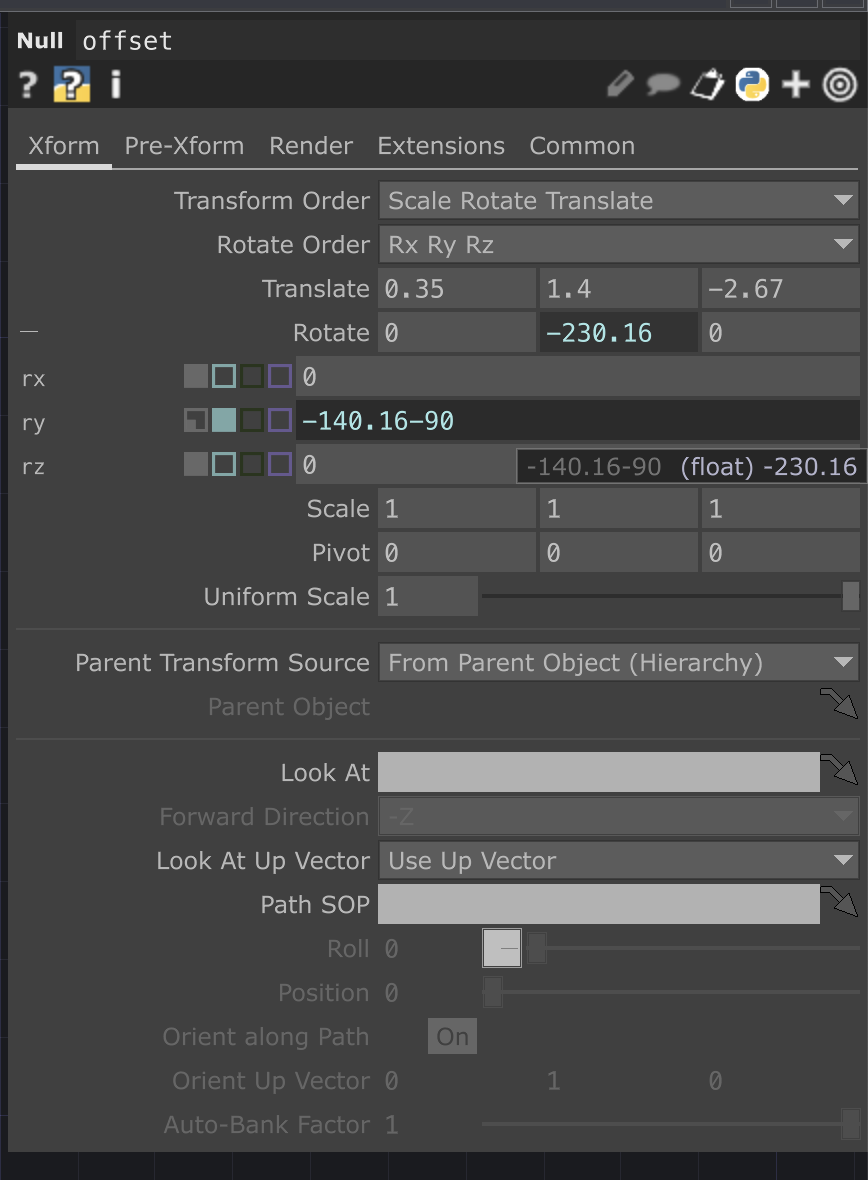 Null offset
? ? i
Xform Pre-Xform Render Extensions Common
Transform Order Scale Rotate Translate
Rotate Order Rx Ry Rz
Translate 0.35 1.4 -2.67
Rotate 0 -230.16 0
rx 0
ry -140.16-90
rz 0 -140.16-90 (float) -230.16
Scale 1 1 1
Pivot 0 0 0
Uniform Scale 1
Parent Transform Source From Parent Object (Hierarchy)
Parent Object
Look At
Forward Direction -Z
Look At Up Vector Use Up Vector
Path SOP
Roll 0
Position 0
Orient along Path On
Orient Up Vector 0 1 0
Auto-Bank Factor 1